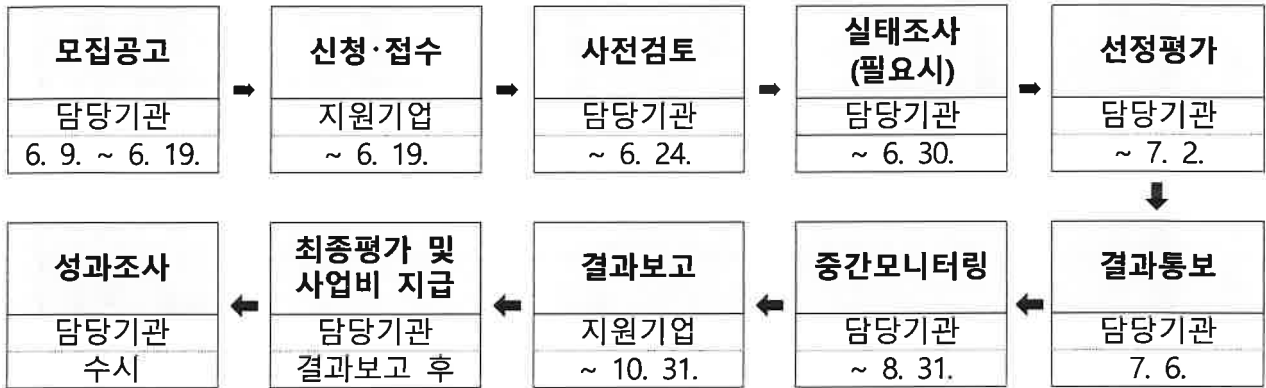 모집공고
담당기관
6. 9. ~ 6. 19.
신청·접수
지원기업
~ 6. 19.
사전검토
담당기관
~ 6. 24.
실태조사
(필요시)
담당기관
~ 6. 30.
선정평가
담당기관
~ 7. 2.
결과통보
담당기관
7. 6.
중간모니터링
담당기관
~ 8. 31.
결과보고
지원기업
~ 10. 31.
최종평가 및
사업비 지급
담당기관
결과보고 후
성과조사
담당기관
수시